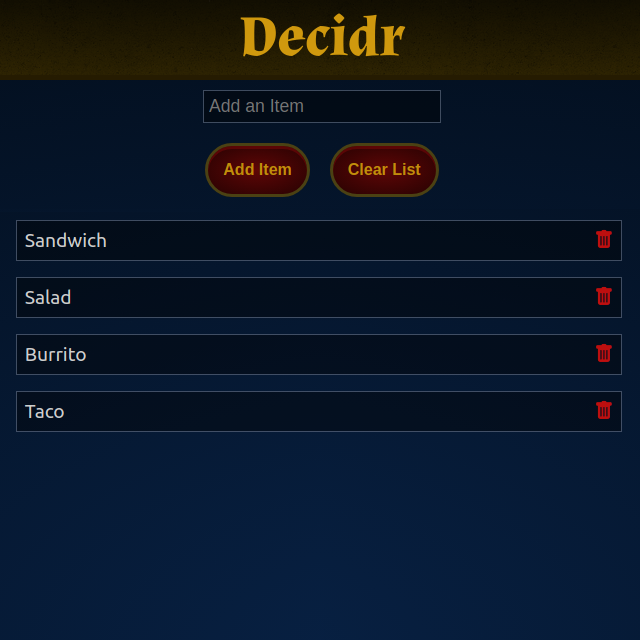 Decidr
Add an Item
Add Item Clear List
Sandwich
Salad
Burrito
Taco